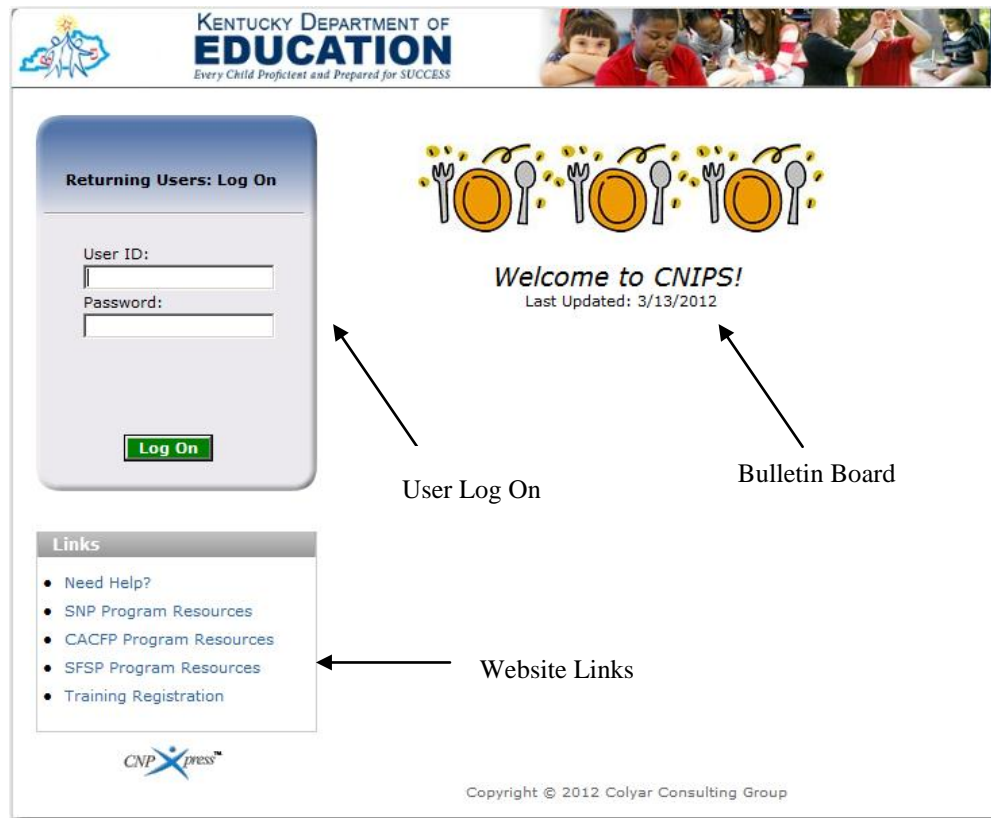 KENTUCKY DEPARTMENT OF
EDUCATION
Every Child Proficient and Prepared for SUCCESS
Returning Users: Log On
User ID:
Password:
Log On
Welcome to CNIPS!
Last Updated: 3/13/2012
User Log On
Bulletin Board
Links
• Need Help?
• SNP Program Resources
• CACFP Program Resources
• SFSP Program Resources
• Training Registration
Website Links
CNP Xpress™
Copyright © 2012 Colyar Consulting Group